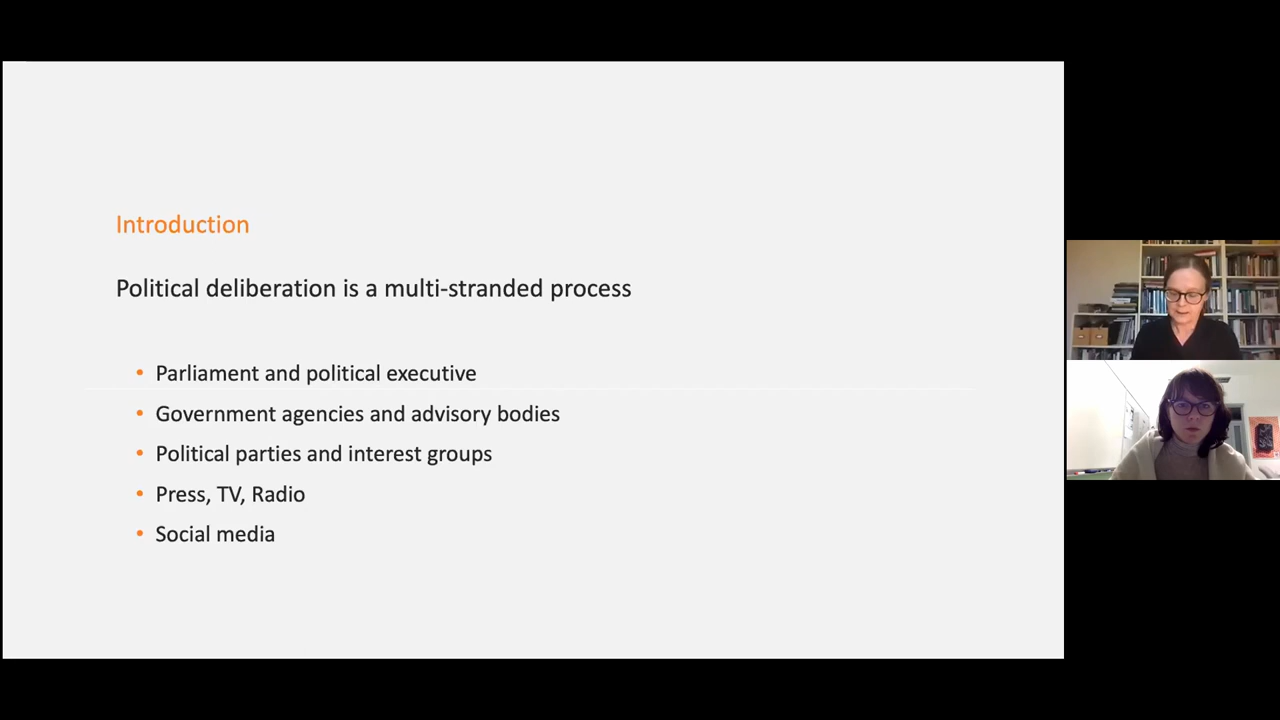 Introduction
Political deliberation is a multi-stranded process
• Parliament and political executive
• Government agencies and advisory bodies
• Political parties and interest groups
• Press, TV, Radio
• Social media